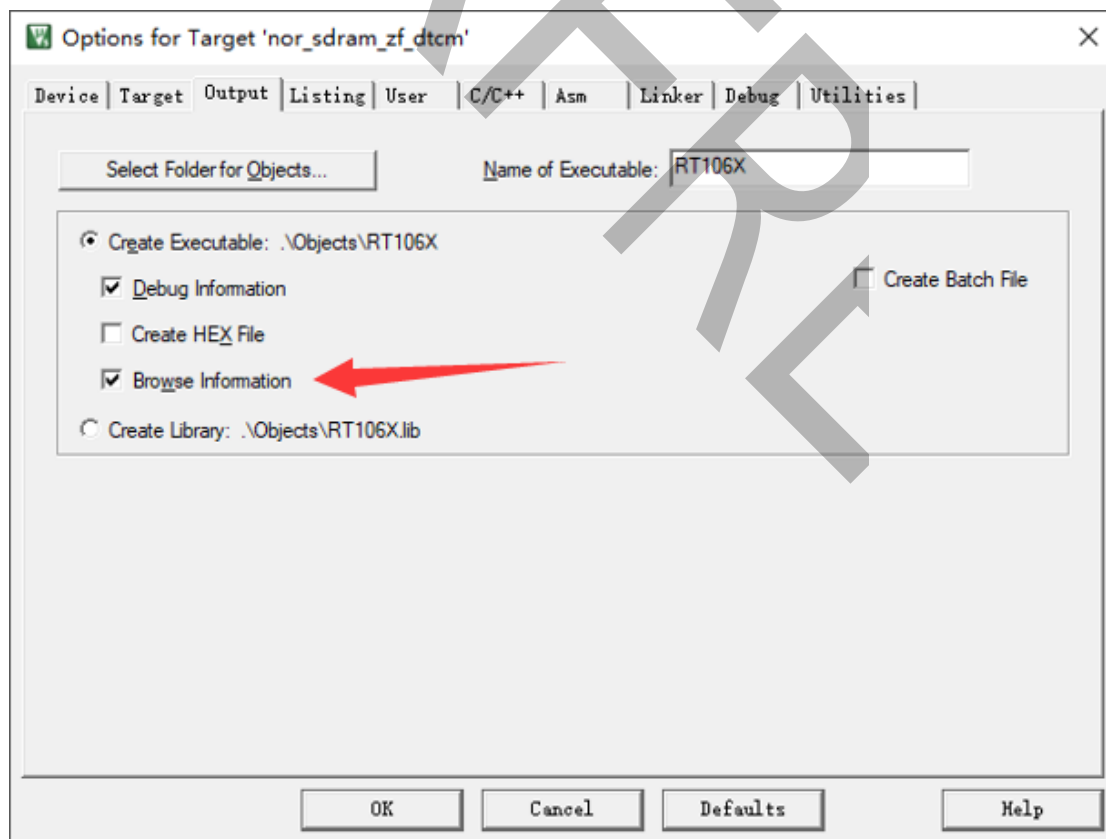 Options for Target 'nor_sdram_zf_dtcm'
Device Target Output Listing User C/C++ Asm Linker Debug Utilities
Select Folder for Objects... Name of Executable: RT106X
Create Executable: .\Objects\RT106X
Debug Information Create Batch File
Create HEX File
Browse Information
Create Library: .\Objects\RT106X.lib
OK Cancel Defaults Help